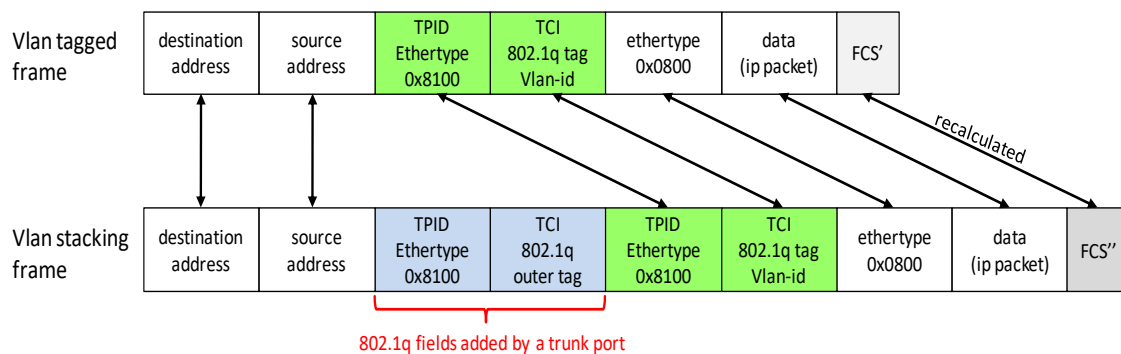 Vlan tagged
frame
destination
address
source
address
TPID
Ethertype
0x8100
TCI
802.1q tag
Vlan-id
ethertype
0x0800
data
(ip packet)
FCS'
recalculated
Vlan stacking
frame
destination
address
source
address
TPID
Ethertype
0x8100
TCI
802.1q
outer tag
TPID
Ethertype
0x8100
TCI
802.1q tag
Vlan-id
ethertype
0x0800
data
(ip packet)
FCS''
802.1q fields added by a trunk port